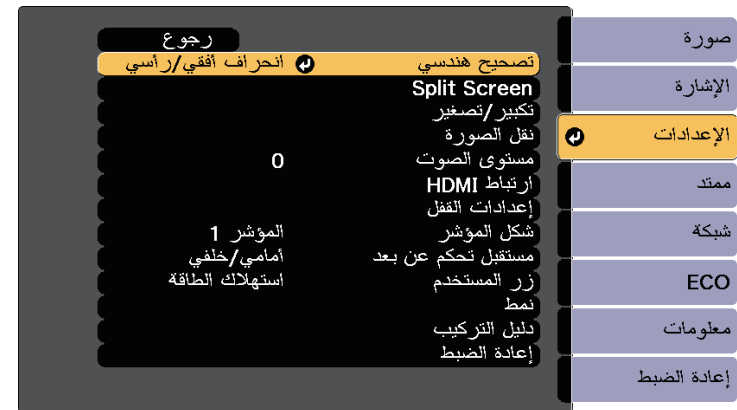 صورة
الإشارة
الإعدادات
ممتد
شبكة
ECO
معلومات
إعادة الضبط
رجوع
تصحيح هندسي انحراف أفقي/رأسي
Split Screen
تكبير/تصغير
نقل الصورة
مستوى الصوت 0
ارتباط HDMI
إعدادات القفل
شكل المؤشر المؤشر 1
مستقبل تحكم عن بعد أمامي/خلفي
زر المستخدم استهلاك الطاقة
نمط
دليل التركيب
إعادة الضبط